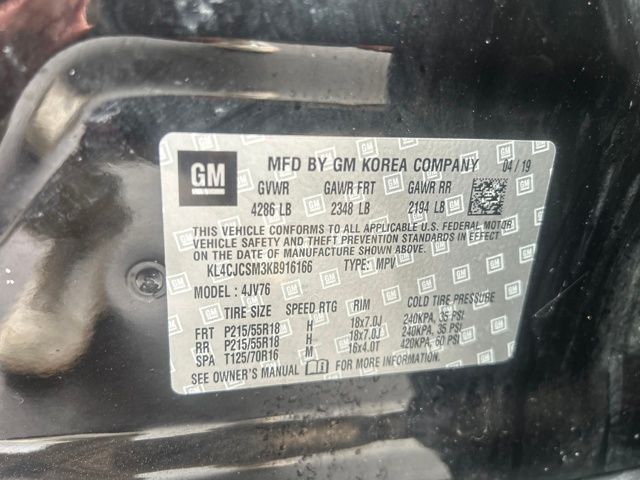 GM MFD BY GM KOREA COMPANY 04 / 19
GVWR GAWR FRT GAWR RR
4286 LB 2348 LB 2194 LB
THIS VEHICLE CONFORMS TO ALL APPLICABLE U.S. FEDERAL MOTOR
VEHICLE SAFETY AND THEFT PREVENTION STANDARDS IN EFFECT
ON THE DATE OF MANUFACTURE SHOWN ABOVE.
KL4CJCSM3KB916166 TYPE: MPV
MODEL : 4JV76
TIRE SIZE SPEED RTG RIM COLD TIRE PRESSURE
FRT P215/55R18 H 18x7.0J 240KPA, 35 PSI
RR P215/55R18 H 18x7.0J 240KPA, 35 PSI
SPA T125/70R16 M 16x4.0T 420KPA, 60 PSI
SEE OWNER'S MANUAL FOR MORE INFORMATION.